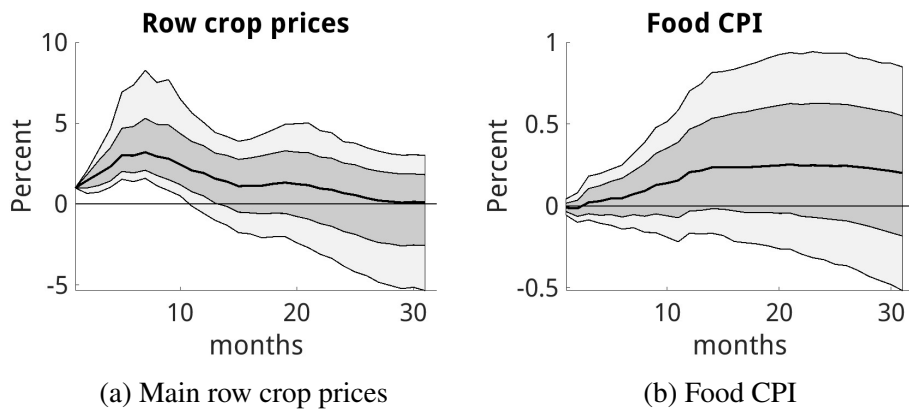 Row crop prices
10
5
0
-5
Percent
10 20 30
months
(a) Main row crop prices
Food CPI
1
0.5
0
-0.5
Percent
10 20 30
months
(b) Food CPI